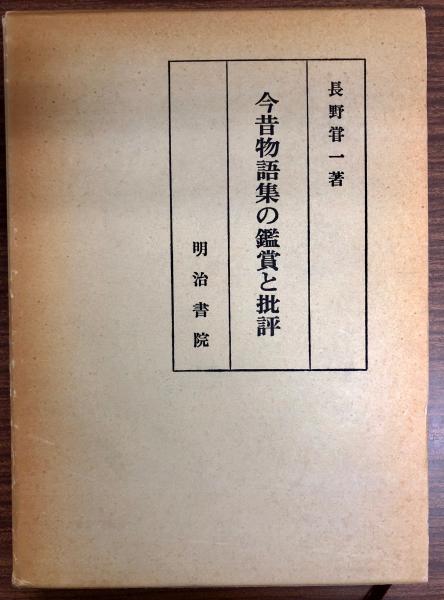 長野甞一著
今昔物語集の鑑賞と批評
明治書院